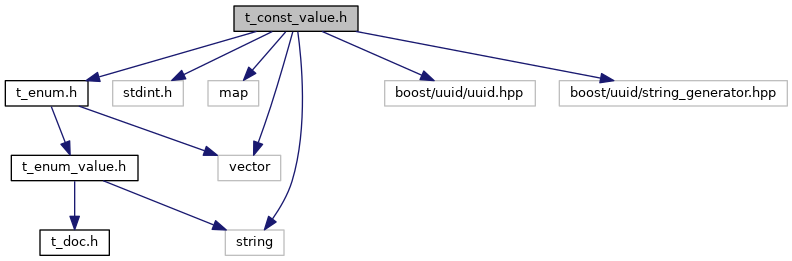 t_const_value.h
t_enum.h
stdint.h
map
boost/uuid/uuid.hpp
boost/uuid/string_generator.hpp
t_enum_value.h
vector
t_doc.h
string